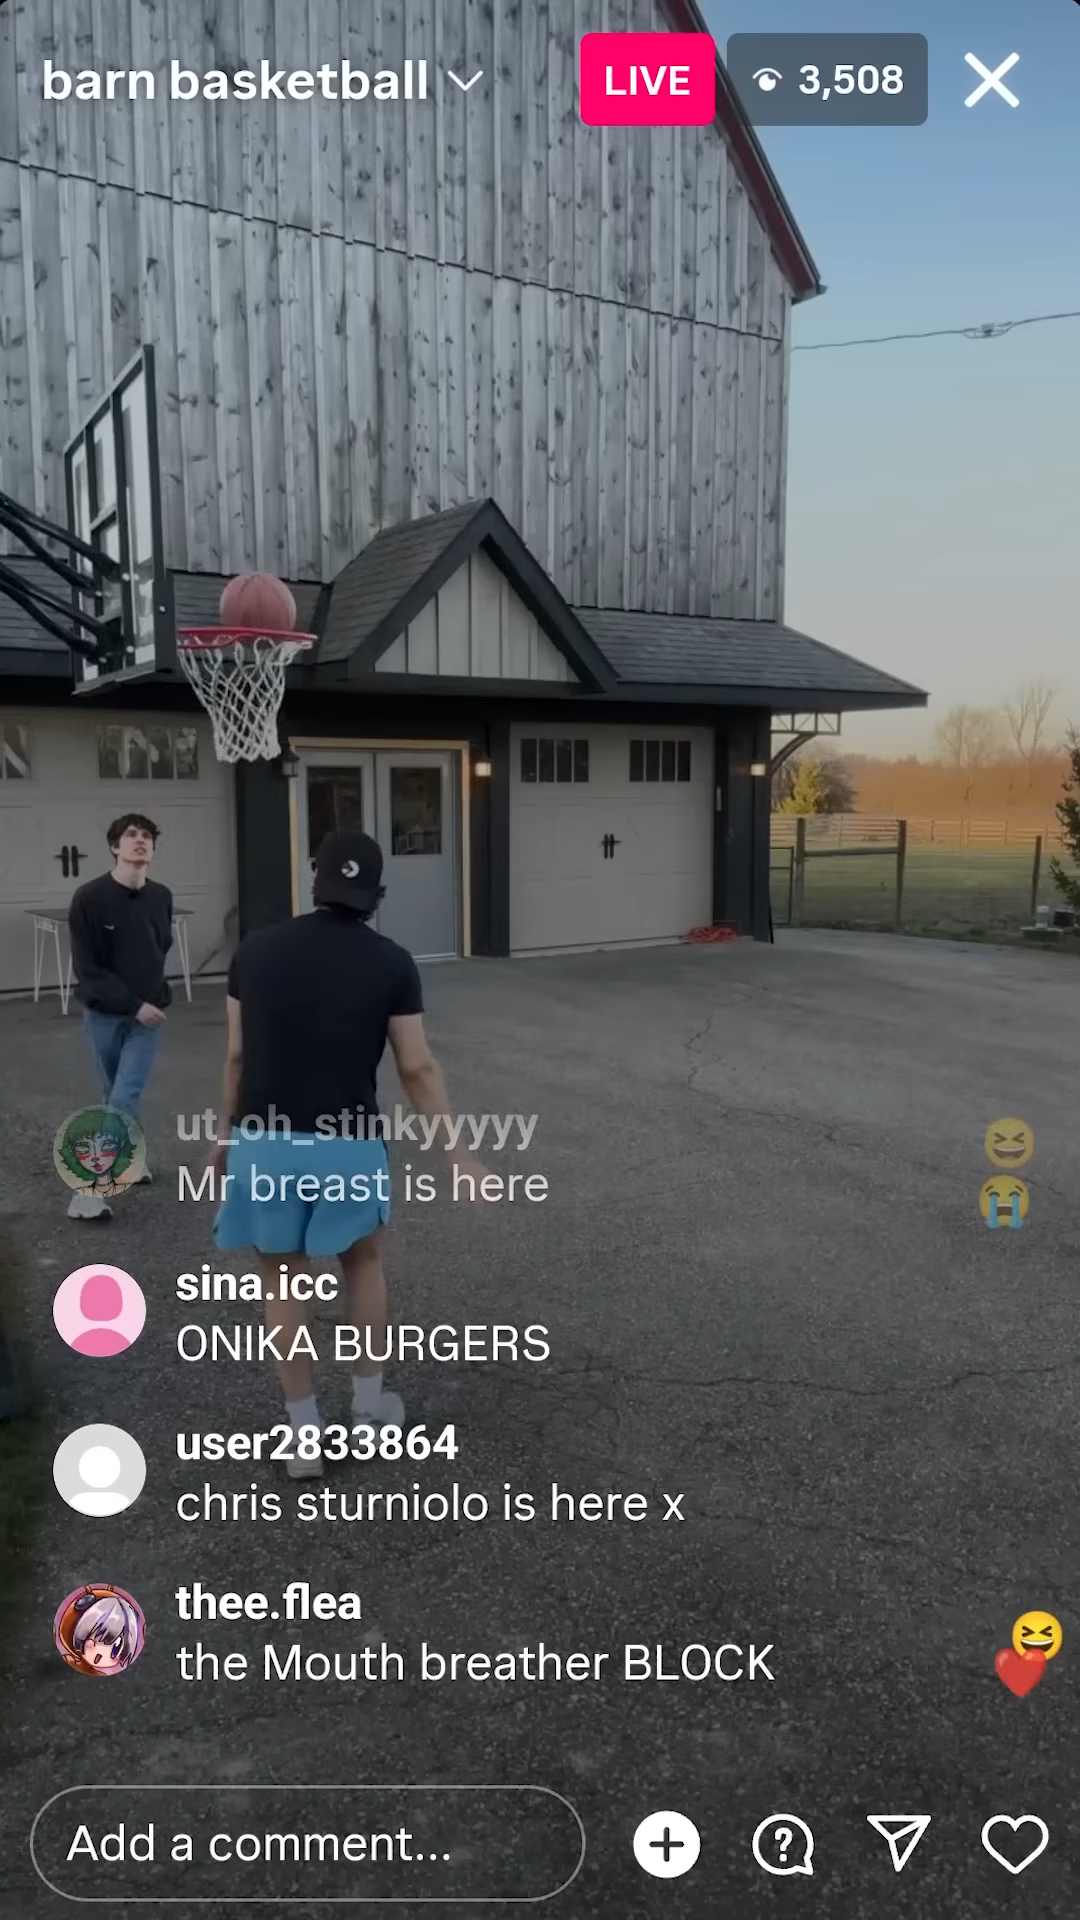 barn basketball
LIVE
3,508
ut_oh_stinkyyyyy
Mr breast is here
sina.icc
ONIKA BURGERS
user2833864
chris sturniolo is here x
thee.flea
the Mouth breather BLOCK
Add a comment...